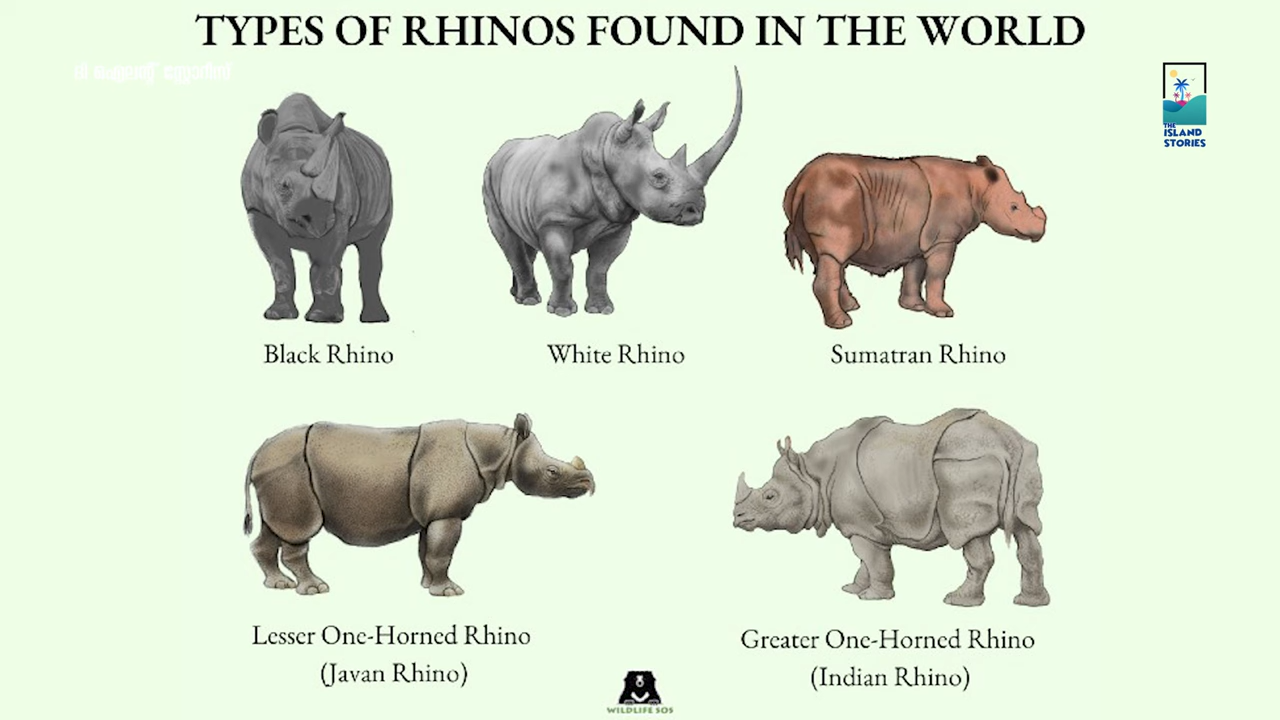 TYPES OF RHINOS FOUND IN THE WORLD
ദി ഐലന്റ് സ്റ്റോറീസ്
THE
ISLAND
STORIES
Black Rhino
White Rhino
Sumatran Rhino
Lesser One-Horned Rhino
(Javan Rhino)
Greater One-Horned Rhino
(Indian Rhino)
WILDLIFE SOS